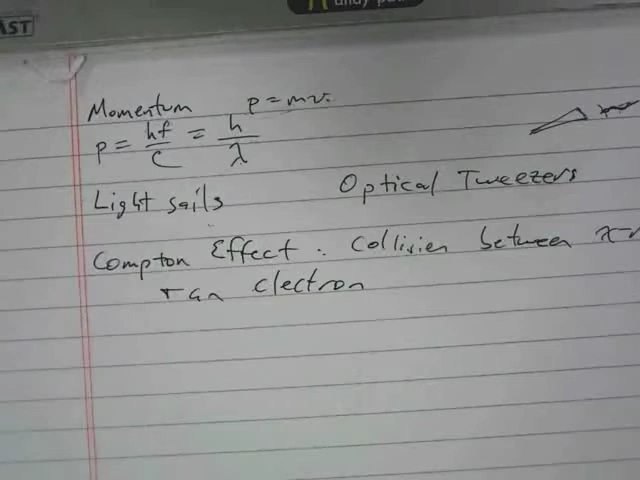 AST
Momentum p = mv.
p = hf/c = h/λ
Light sails Optical Tweezers
Compton Effect : Collision between x-r
+ an electron